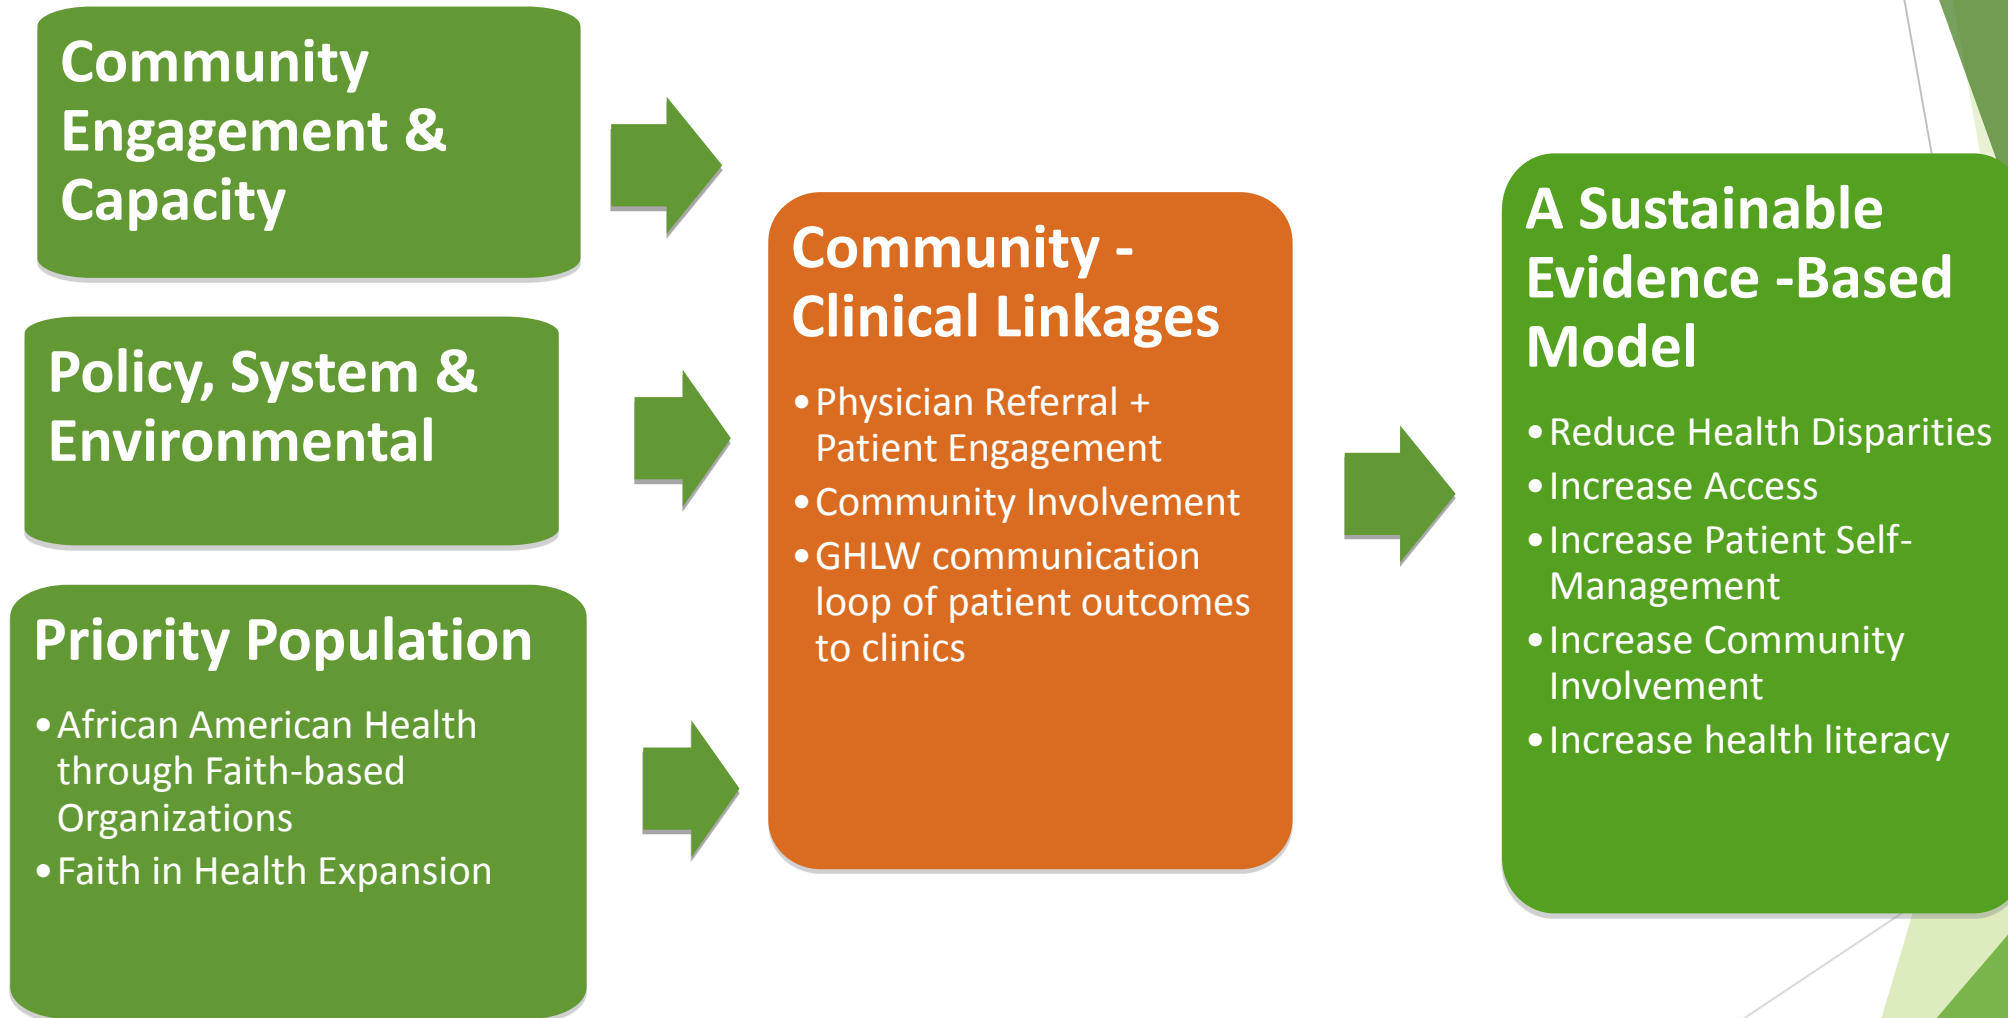 Community
Engagement &
Capacity
Policy, System &
Environmental
Priority Population
•African American Health
through Faith-based
Organizations
•Faith in Health Expansion
Community -
Clinical Linkages
•Physician Referral +
Patient Engagement
•Community Involvement
•GHLW communication
loop of patient outcomes
to clinics
A Sustainable
Evidence -Based
Model
•Reduce Health Disparities
•Increase Access
•Increase Patient Self-
Management
•Increase Community
Involvement
•Increase health literacy